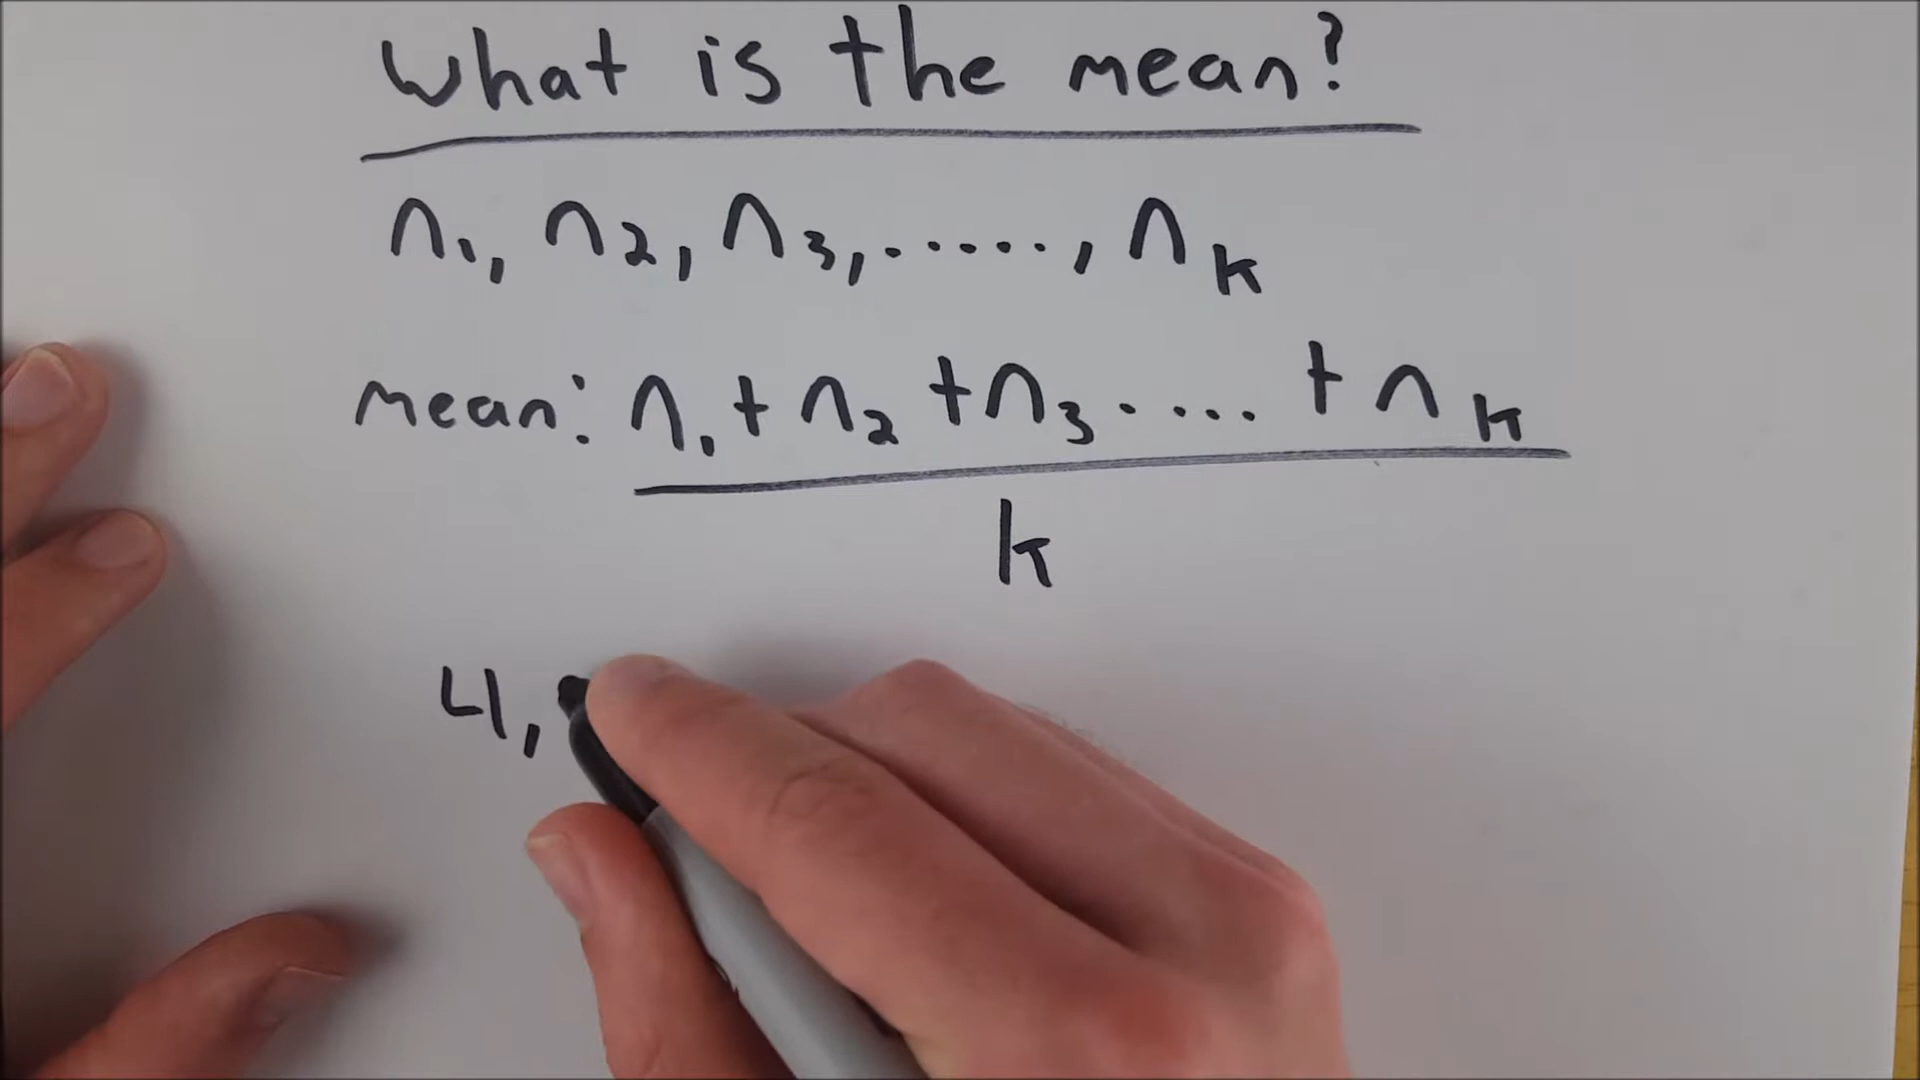 What is the mean?
n₁, n₂, n₃, ....., nₖ
mean: n₁ + n₂ + n₃ .... + nₖ
k
4,